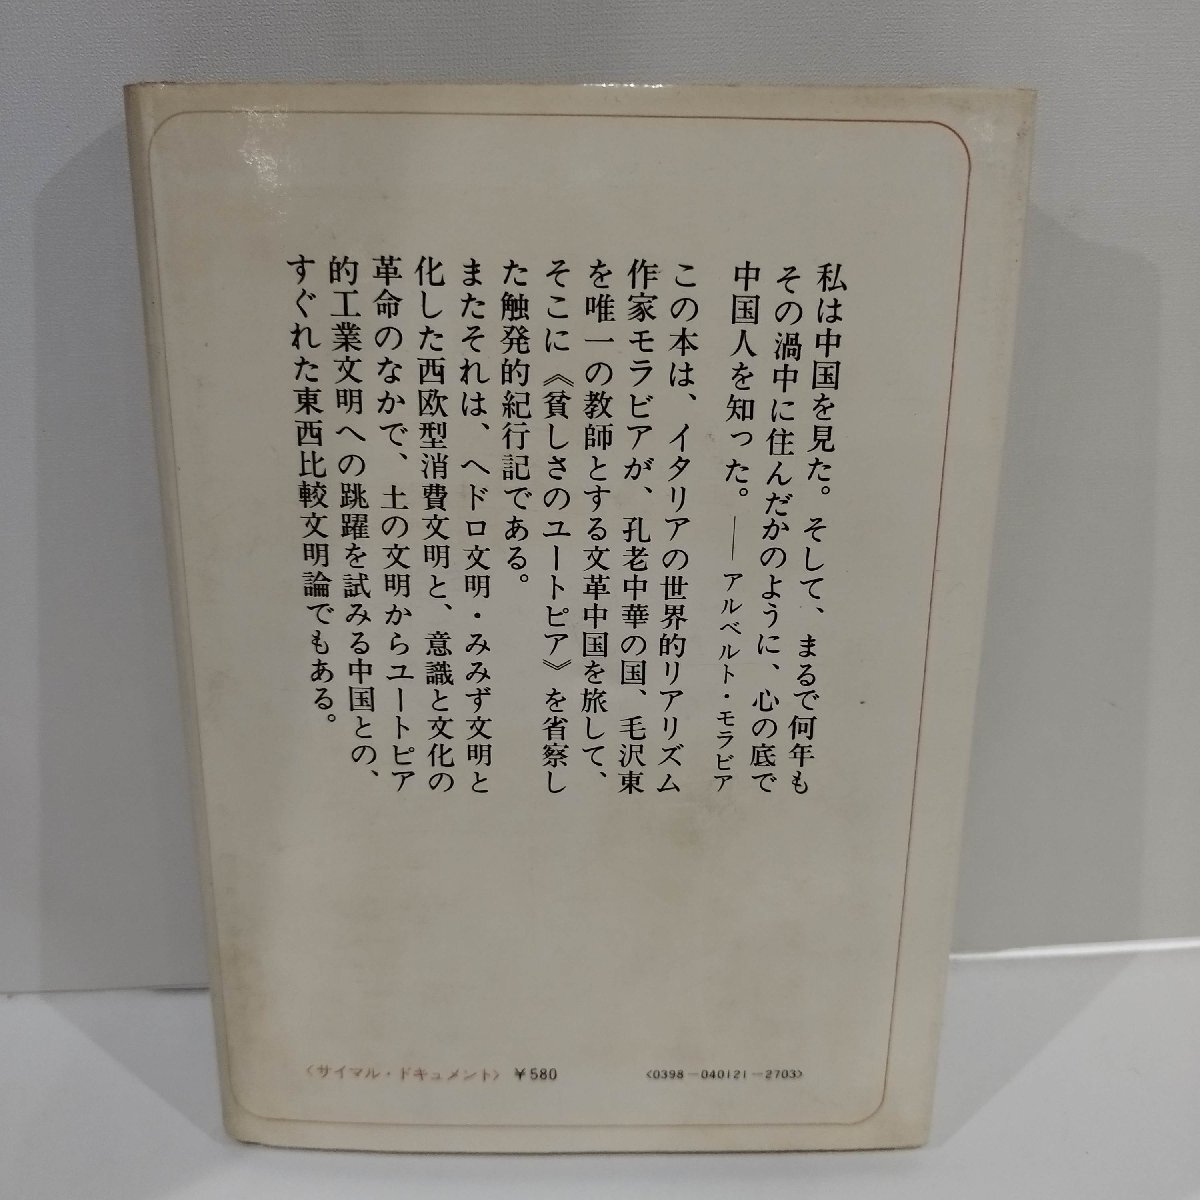 私は中国を見た。そして、まるで何年も
その渦中に住んだかのように、心の底で
中国人を知った。――アルベルト・モラビア
この本は、イタリアの世界的リアリズム
作家モラビアが、孔老中華の国、毛沢東
を唯一の教師とする文革中国を旅して、
そこに《貧しさのユートピア》を省察し
た触発的紀行記である。
またそれは、ヘドロ文明・みみず文明と
化した西欧型消費文明と、意識と文化の
革命のなかで、土の文明からユートピア
的工業文明への跳躍を試みる中国との、
すぐれた東西比較文明論でもある。
〈サイマル・ドキュメント〉 ¥580
〈0398-040121-2703〉